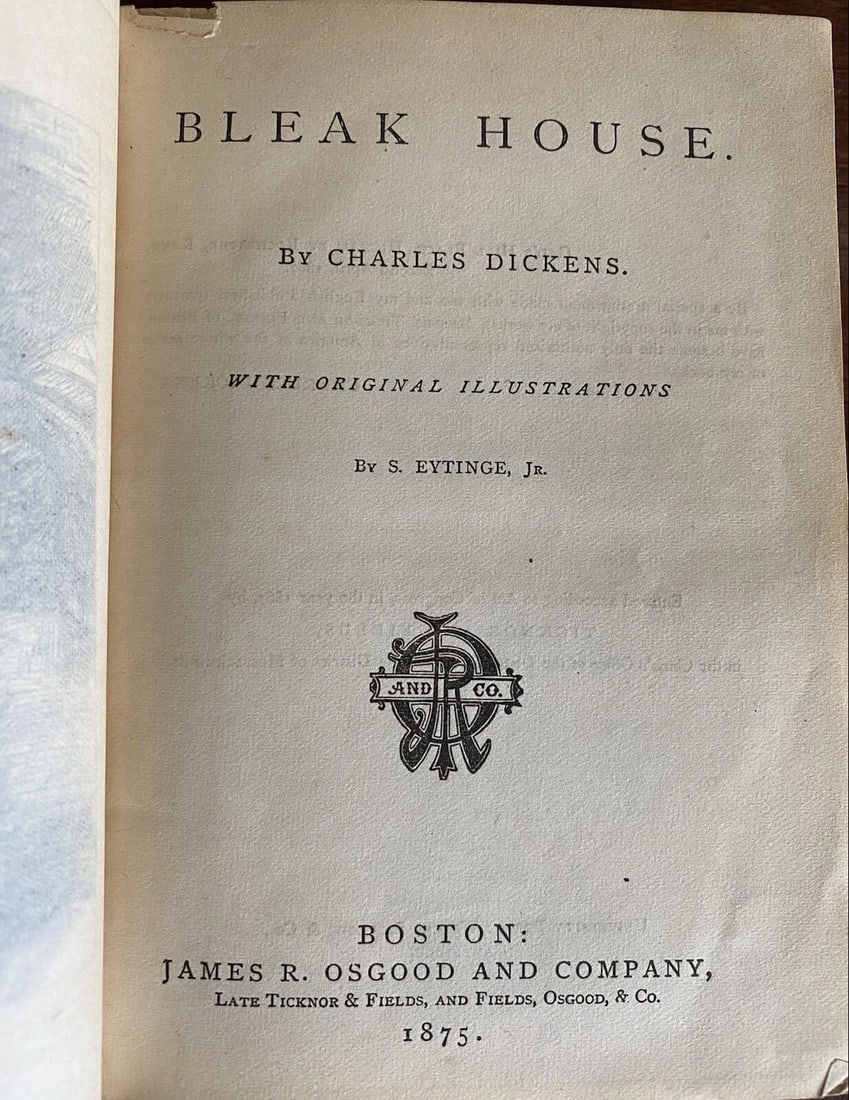 BLEAK HOUSE.
By CHARLES DICKENS.
WITH ORIGINAL ILLUSTRATIONS
By S. EYTINGE, Jr.
AND CO.
BOSTON:
JAMES R. OSGOOD AND COMPANY,
Late Ticknor & Fields, and Fields, Osgood, & Co.
1875.